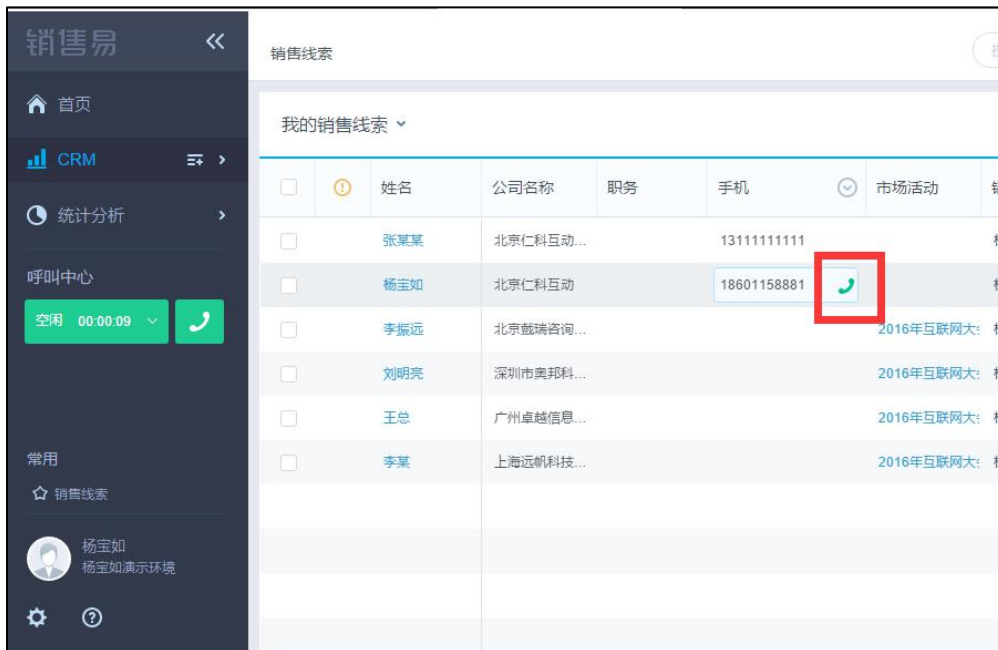 销售易
销售线索
首页
我的销售线索
CRM
姓名 公司名称 职务 手机 市场活动
统计分析
张某某 北京仁科互动... 13111111111
呼叫中心
杨宝如 北京仁科互动 18601158881
空闲 00:00:09
李振远 北京戴瑞咨询... 2016年互联网大
刘明亮 深圳市奥邦科... 2016年互联网大
王总 广州卓越信息... 2016年互联网大
常用
李某 上海远帆科技... 2016年互联网大
销售线索
杨宝如
杨宝如演示环境